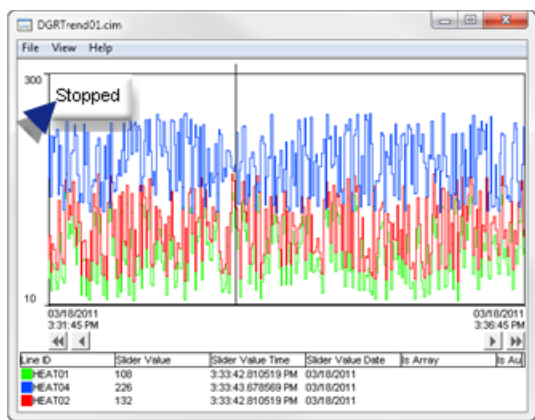 DGRTrend01.cim
File View Help
300
Stopped
10
03/18/2011
3:31:45 PM
03/18/2011
3:36:45 PM
Line ID Slider Value Slider Value Time Slider Value Date Is Array Is Au
HEAT01 108 3:33:42.810519 PM 03/18/2011
HEAT04 226 3:33:43.678569 PM 03/18/2011
HEAT02 132 3:33:42.810519 PM 03/18/2011